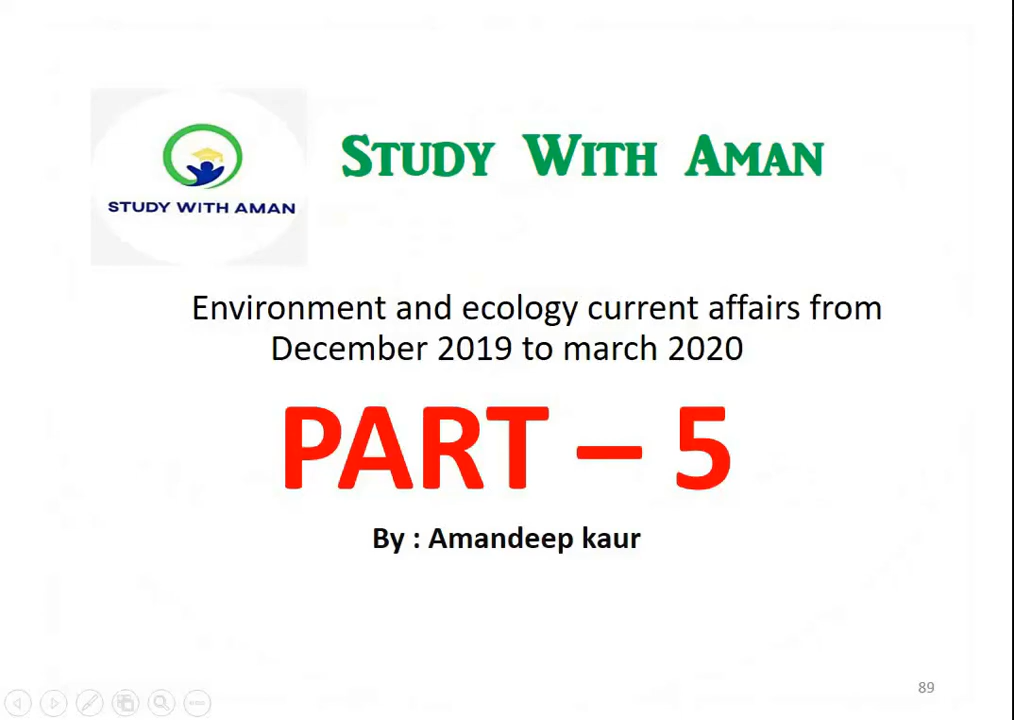 STUDY WITH AMAN
STUDY WITH AMAN
Environment and ecology current affairs from
December 2019 to march 2020
PART – 5
By : Amandeep kaur
89